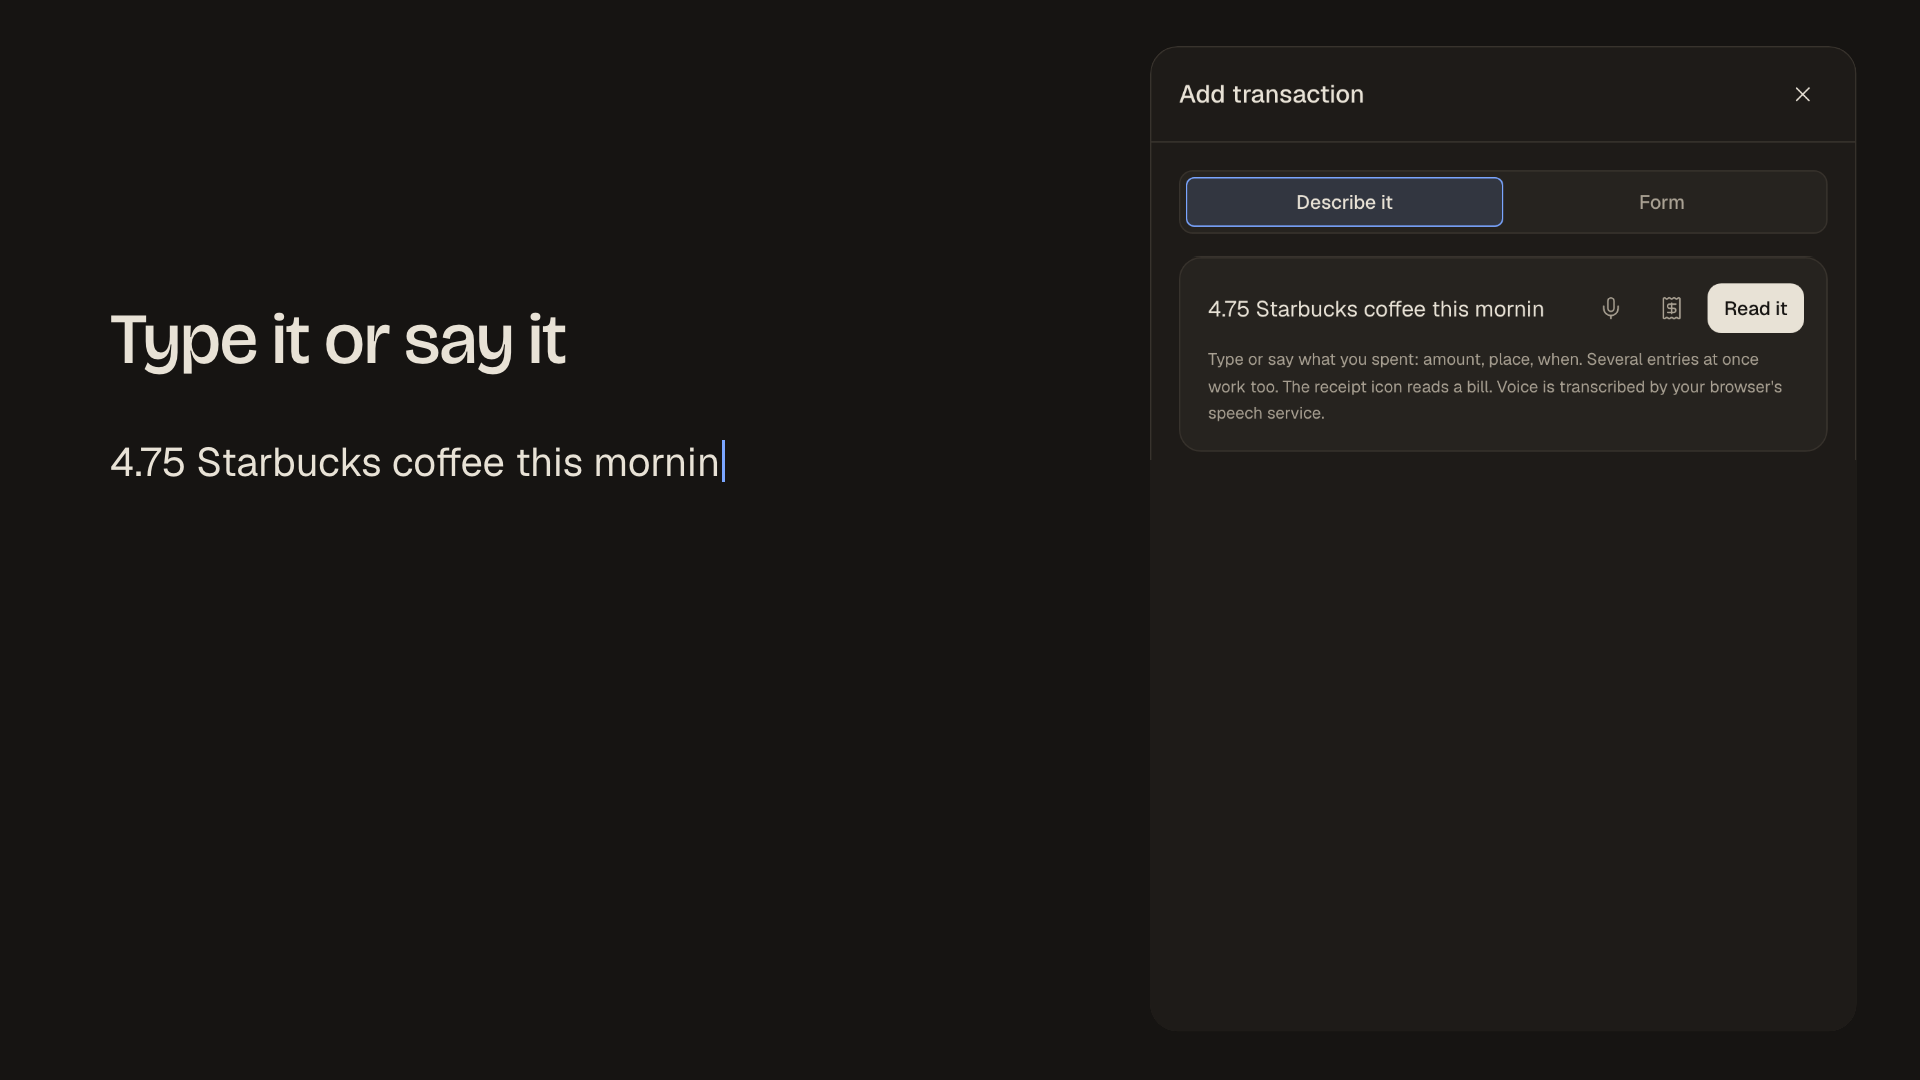 Type it or say it
4.75 Starbucks coffee this mornin
Add transaction
Describe it
Form
4.75 Starbucks coffee this mornin
Read it
Type or say what you spent: amount, place, when. Several entries at once
work too. The receipt icon reads a bill. Voice is transcribed by your browser's
speech service.